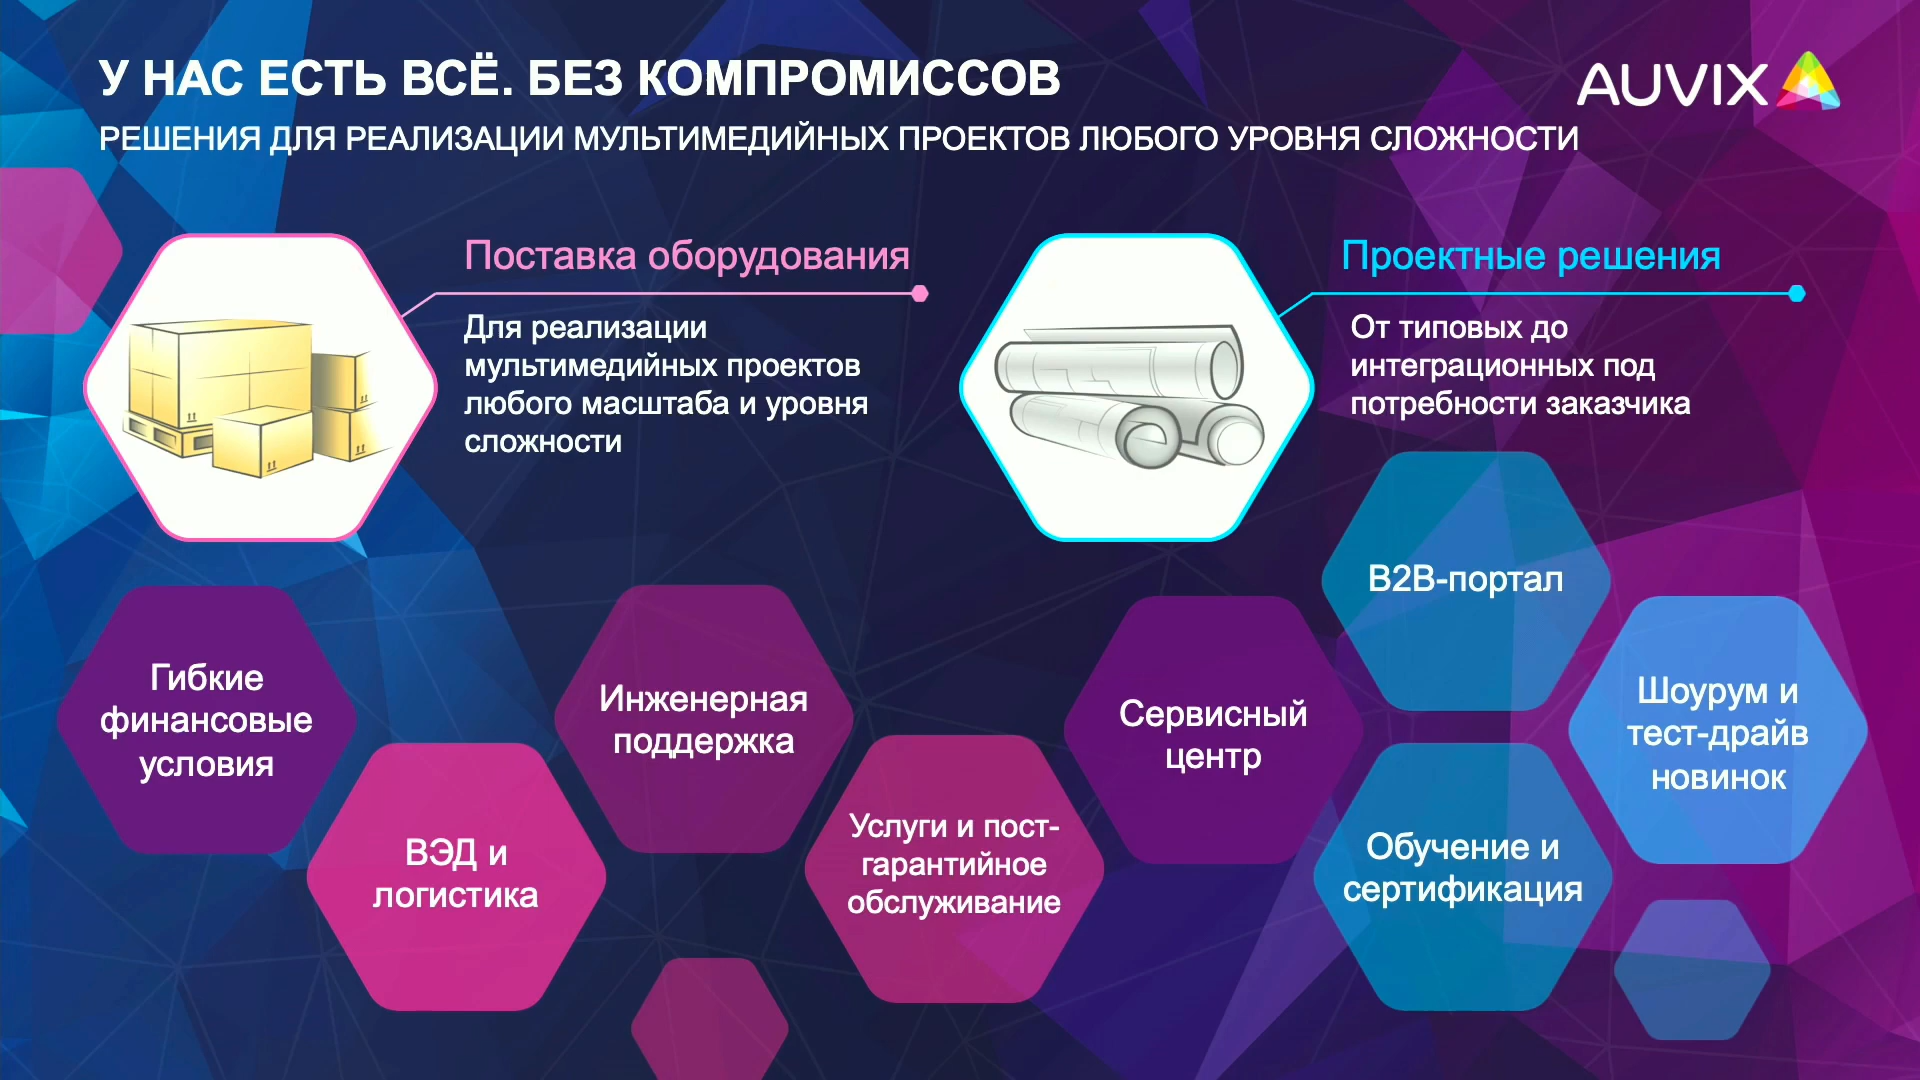 У НАС ЕСТЬ ВСЁ. БЕЗ КОМПРОМИССОВ
AUVIX
РЕШЕНИЯ ДЛЯ РЕАЛИЗАЦИИ МУЛЬТИМЕДИЙНЫХ ПРОЕКТОВ ЛЮБОГО УРОВНЯ СЛОЖНОСТИ
Поставка оборудования
Для реализации
мультимедийных проектов
любого масштаба и уровня
сложности
Проектные решения
От типовых до
интеграционных под
потребности заказчика
Гибкие
финансовые
условия
ВЭД и
логистика
Инженерная
поддержка
Услуги и пост-
гарантийное
обслуживание
Сервисный
центр
B2B-портал
Обучение и
сертификация
Шоурум и
тест-драйв
новинок